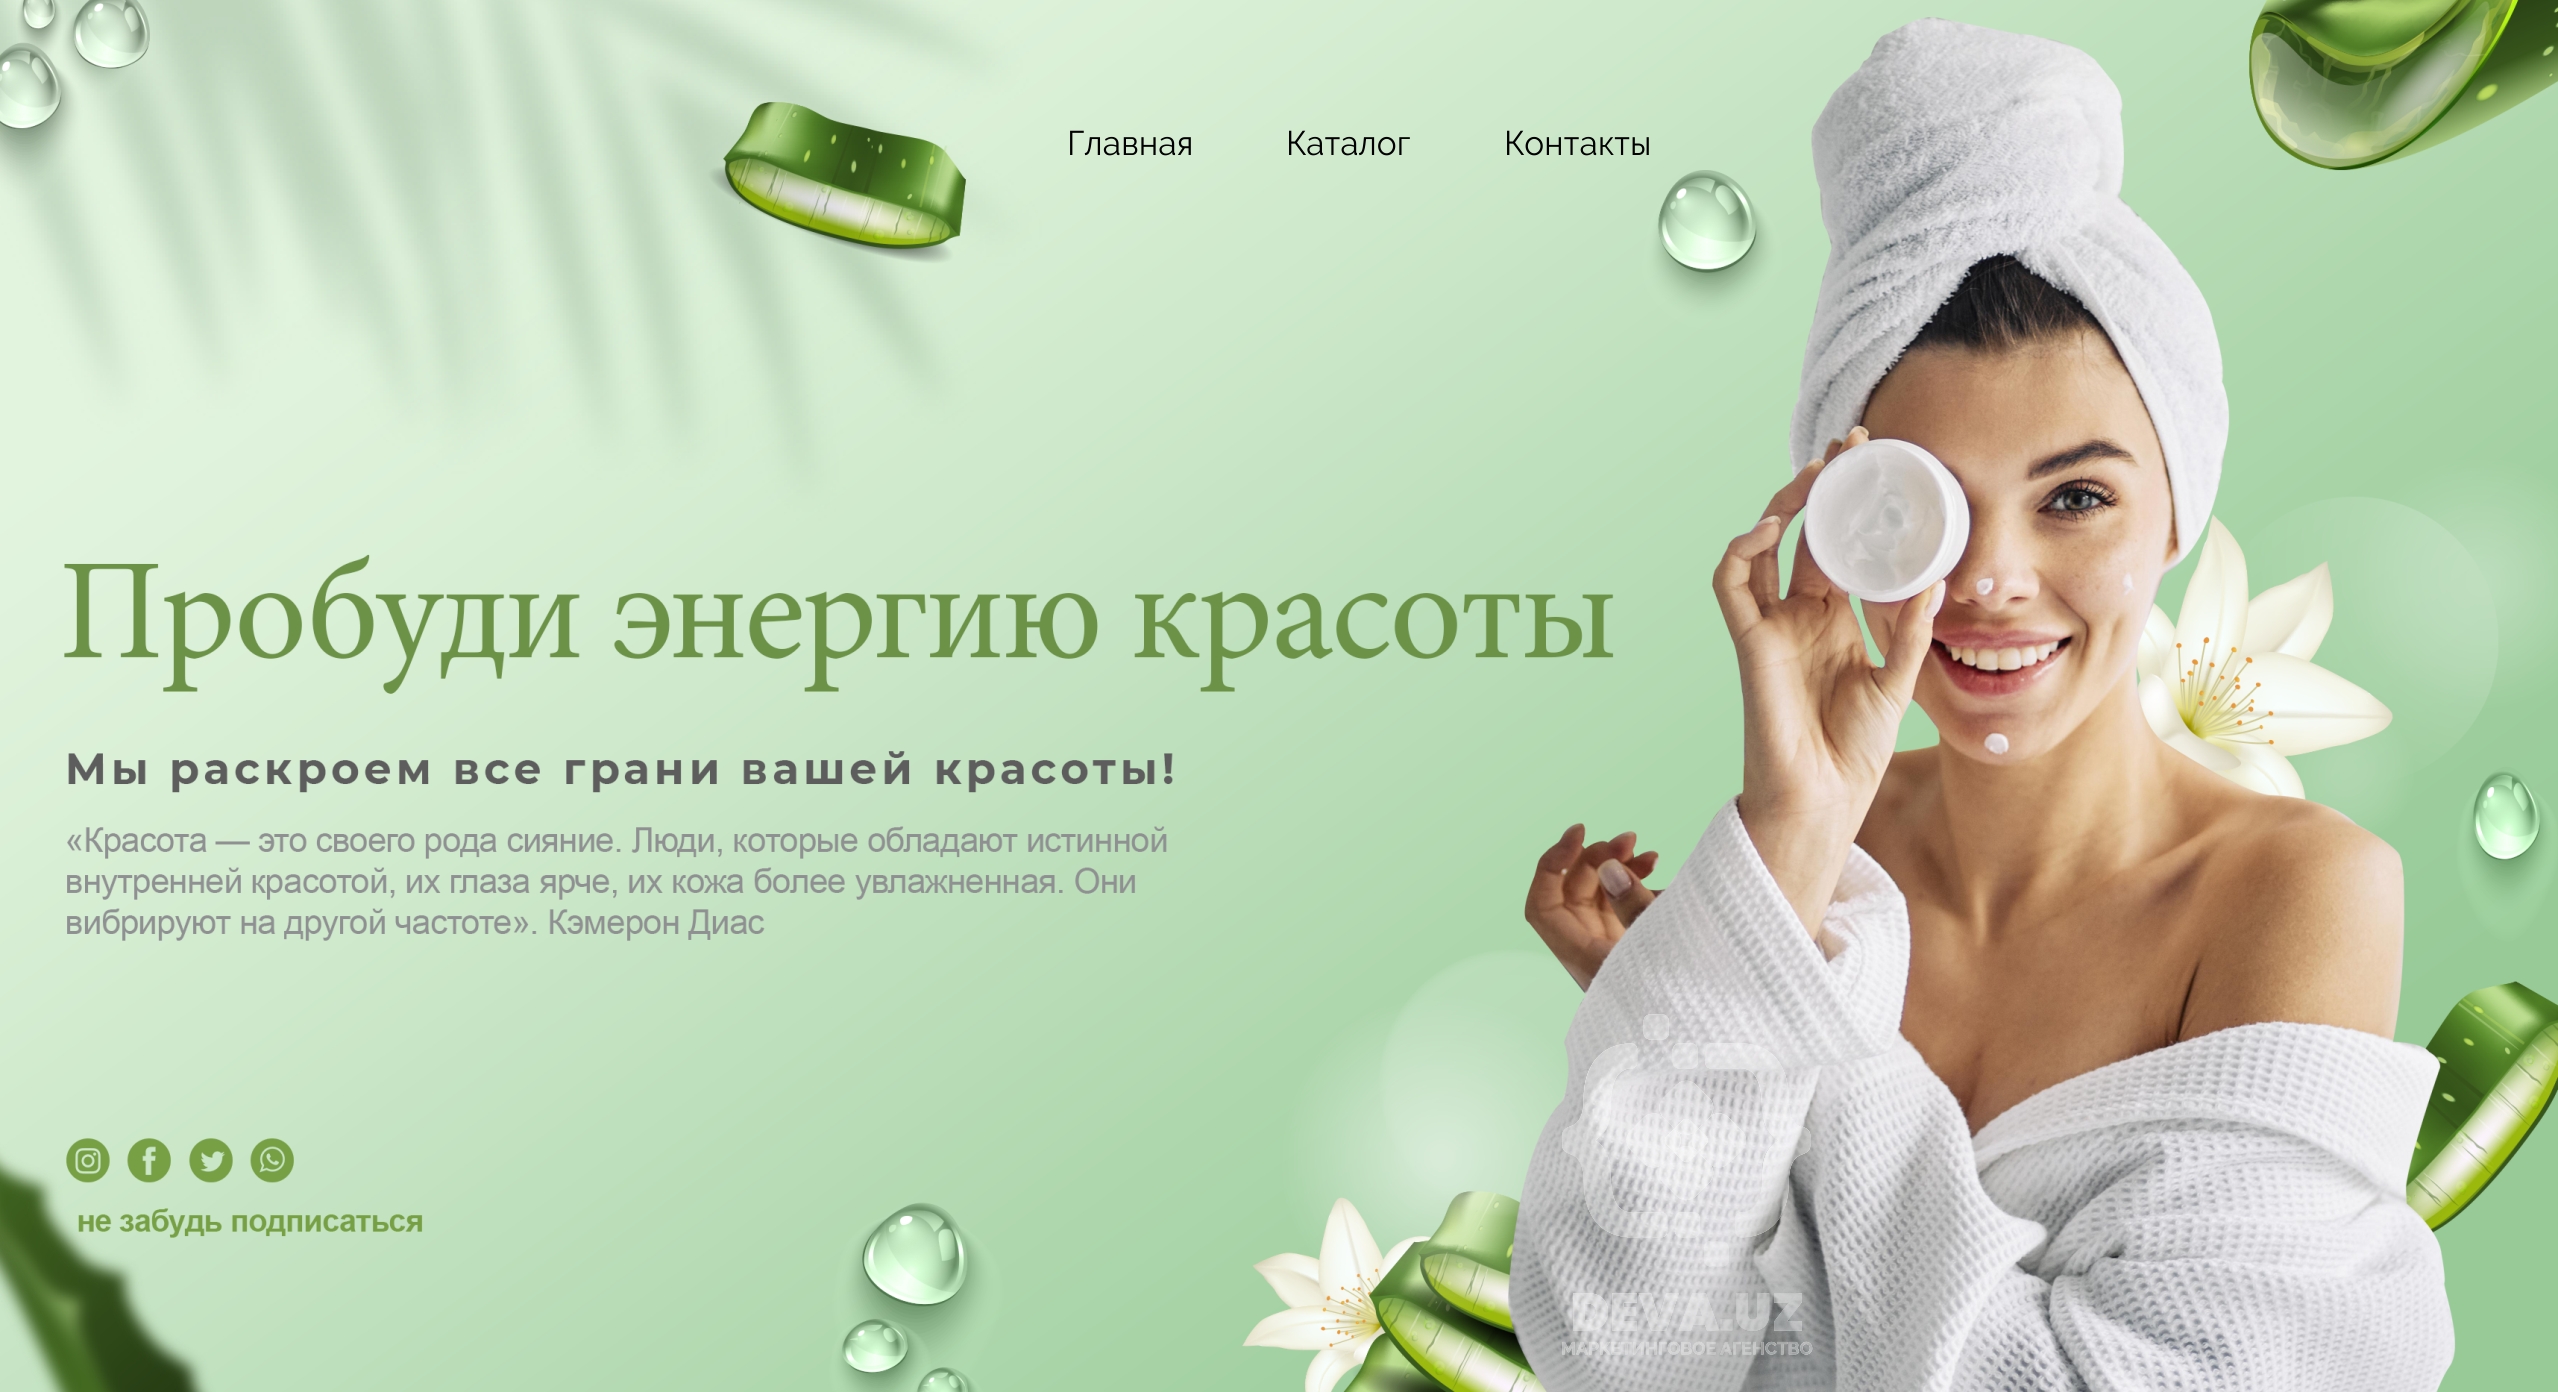 Главная Каталог Контакты
Пробуди энергию красоты
Мы раскроем все грани вашей красоты!
«Красота — это своего рода сияние. Люди, которые обладают истинной
внутренней красотой, их глаза ярче, их кожа более увлажненная. Они
вибрируют на другой частоте». Кэмерон Диас
не забудь подписаться
DEVA.UZ
МАРКЕТИНГОВОЕ АГЕНСТВО